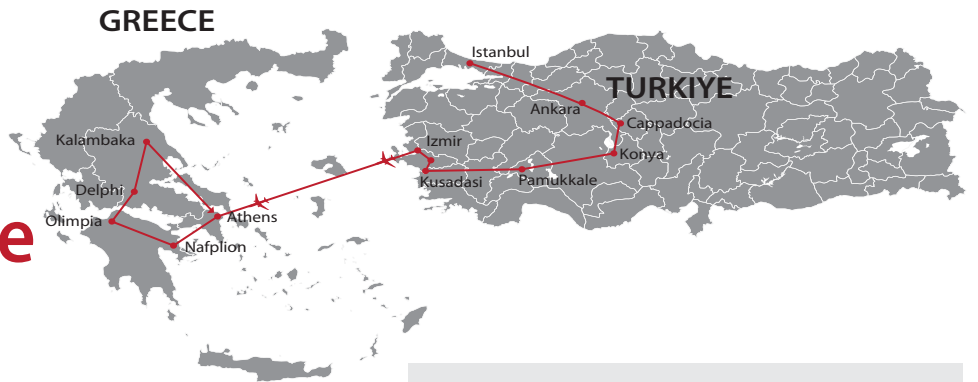 GREECE
Istanbul
TURKIYE
Ankara
Cappadocia
Kalambaka
Izmir
Konya
Kusadasi
Pamukkale
Delphi
Olimpia
Athens
e
Nafplion